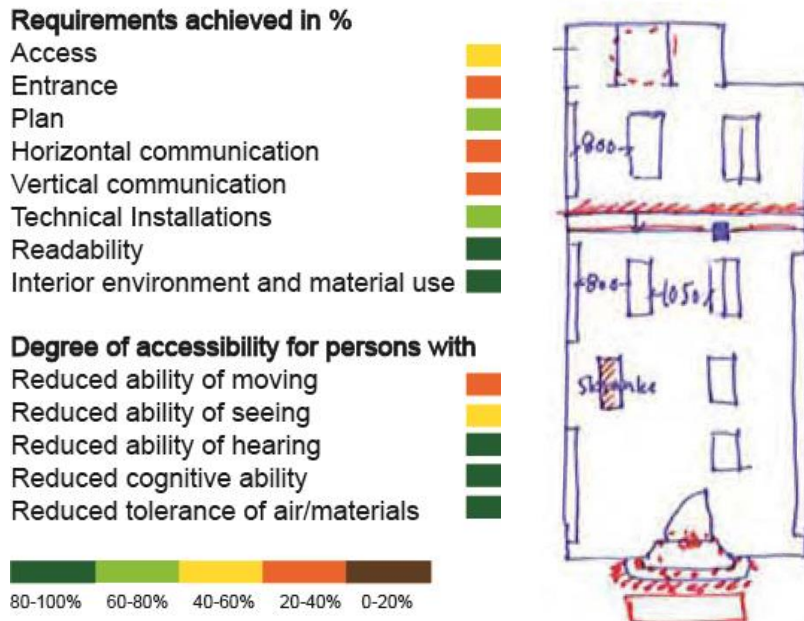 Requirements achieved in %
Access
Entrance
Plan
Horizontal communication
Vertical communication
Technical Installations
Readability
Interior environment and material use
Degree of accessibility for persons with
Reduced ability of moving
Reduced ability of seeing
Reduced ability of hearing
Reduced cognitive ability
Reduced tolerance of air/materials
80-100% 60-80% 40-60% 20-40% 0-20%
800
800 1050
Skranke